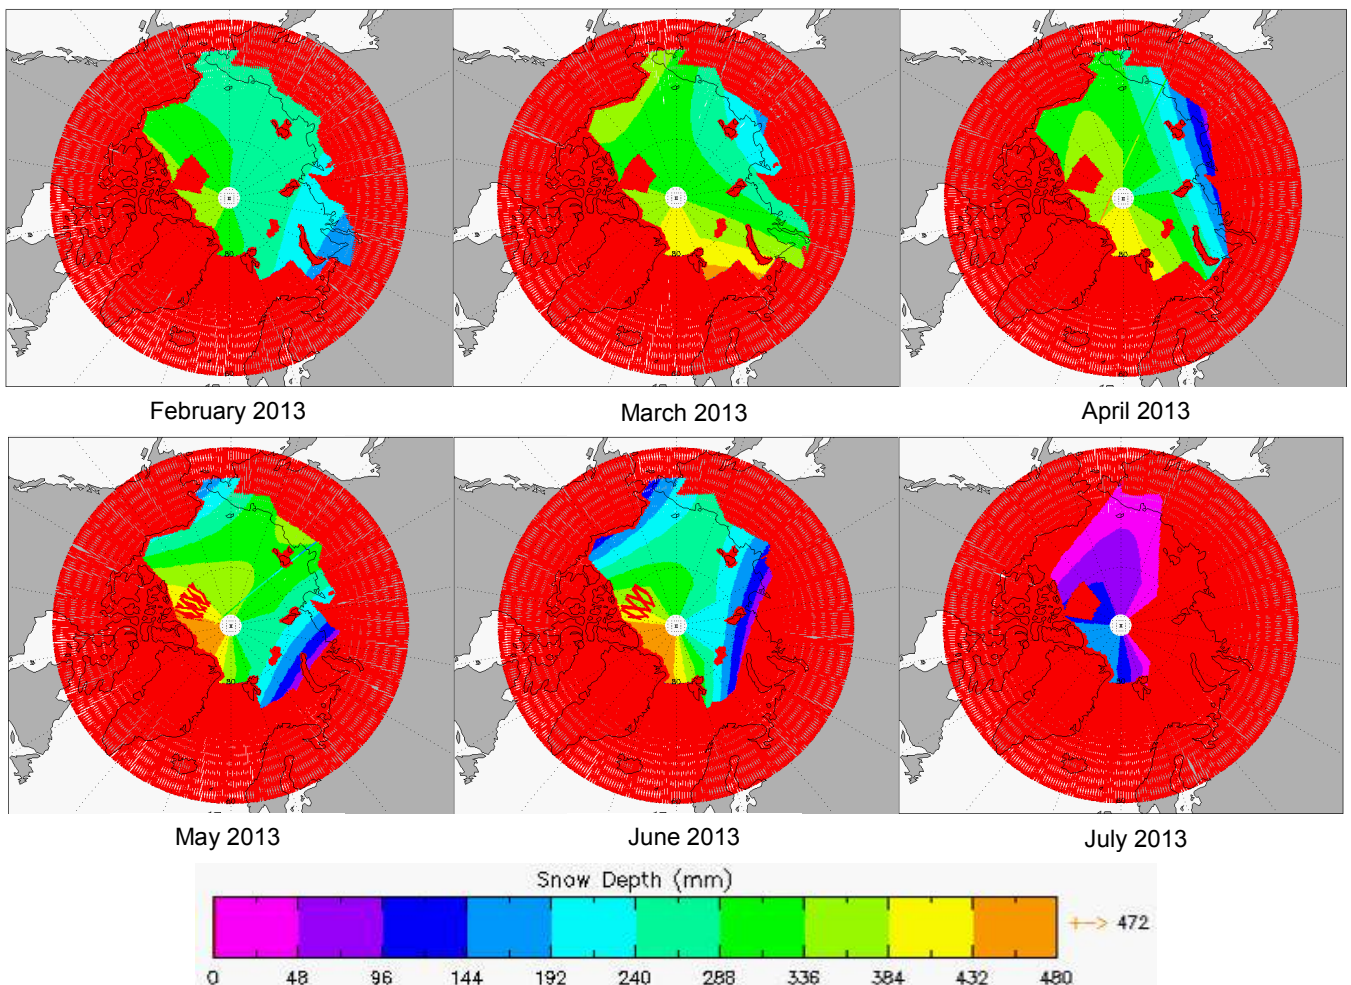 February 2013
March 2013
April 2013
May 2013
June 2013
July 2013
Snow Depth (mm)
+-> 472
0 48 96 144 192 240 288 336 384 432 480